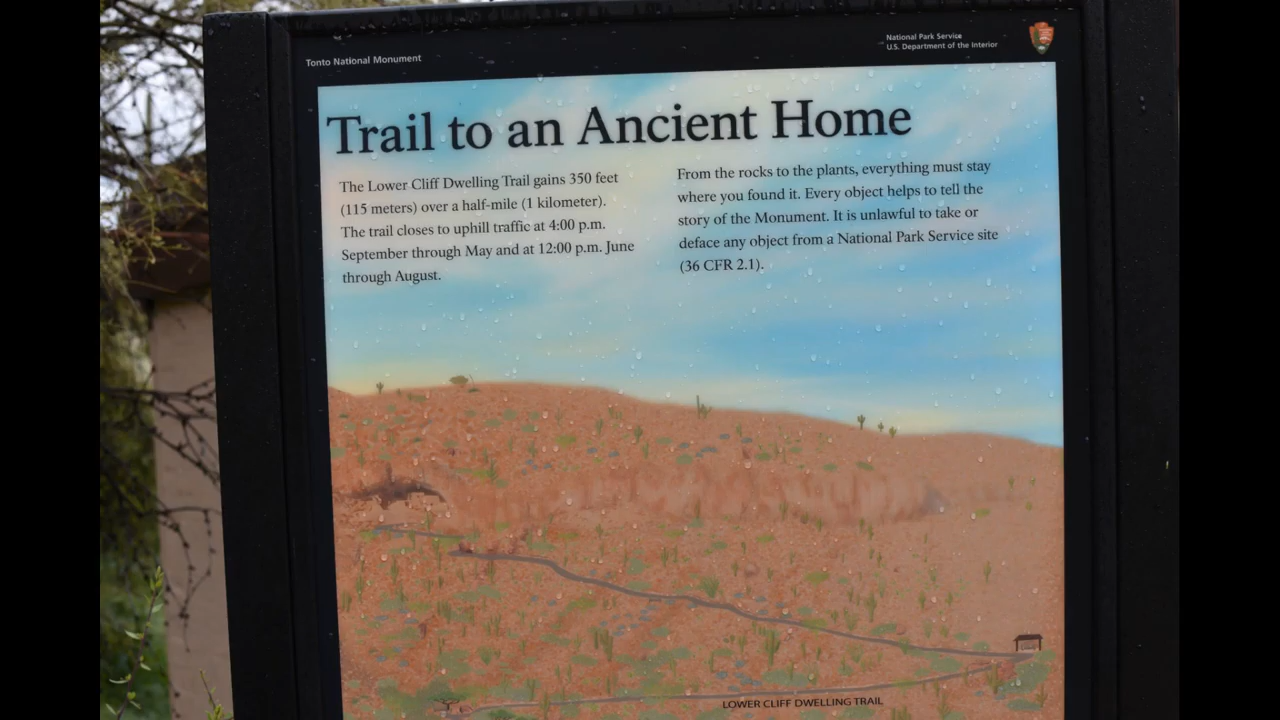 Tonto National Monument
National Park Service
U.S. Department of the Interior
Trail to an Ancient Home
The Lower Cliff Dwelling Trail gains 350 feet
(115 meters) over a half-mile (1 kilometer).
The trail closes to uphill traffic at 4:00 p.m.
September through May and at 12:00 p.m. June
through August.
From the rocks to the plants, everything must stay
where you found it. Every object helps to tell the
story of the Monument. It is unlawful to take or
deface any object from a National Park Service site
(36 CFR 2.1).
LOWER CLIFF DWELLING TRAIL